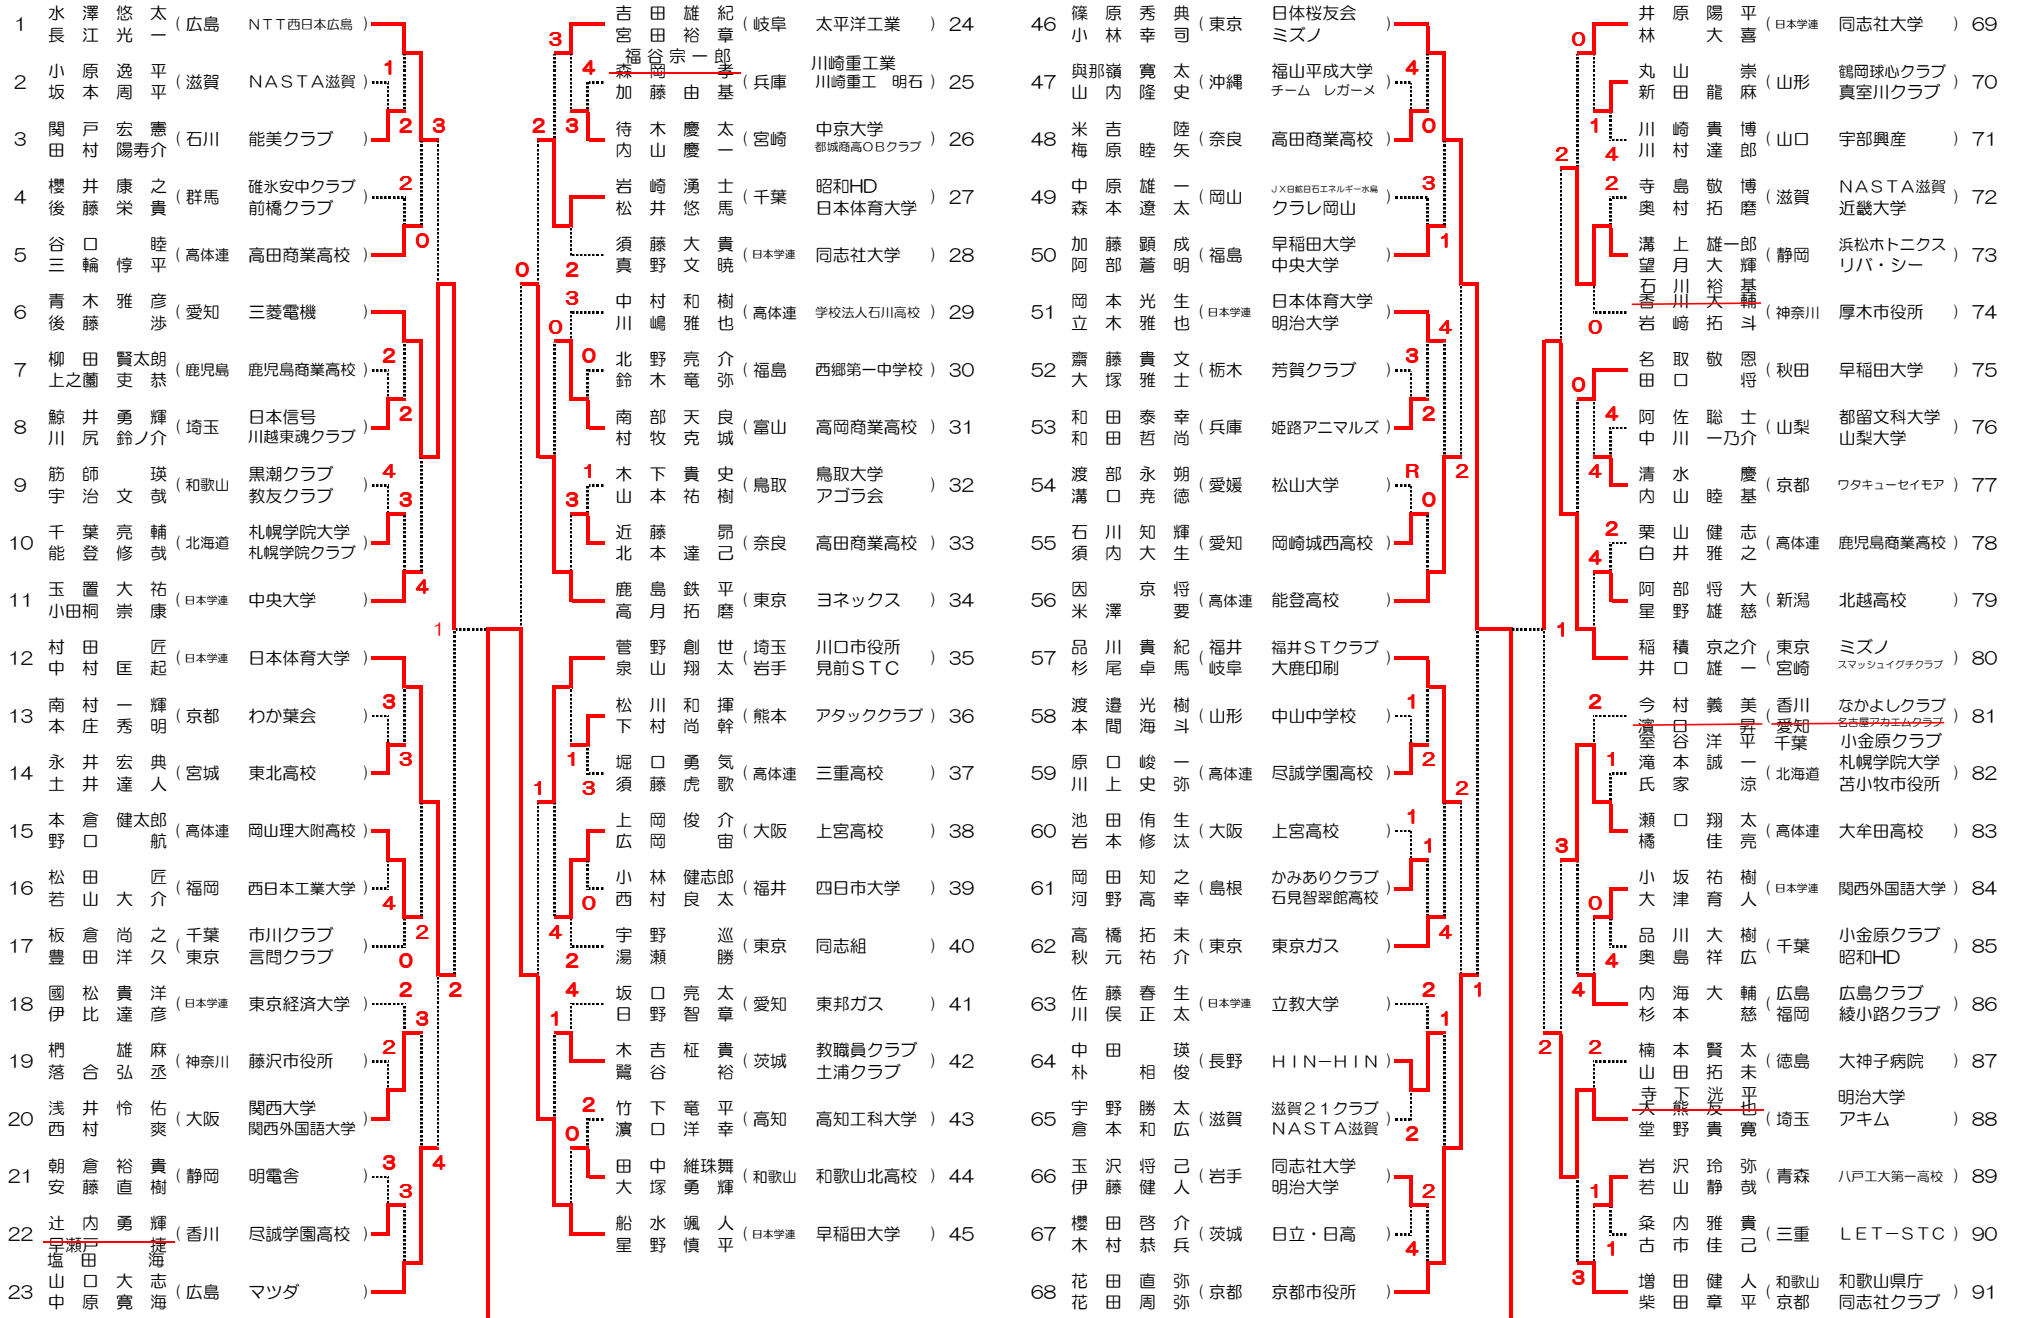 1 水澤悠太 長江光一 (広島 NTT西日本広島)
2 小原逸平 坂本周平 (滋賀 NASTA滋賀)
3 関戸宏憲 田村陽寿介 (石川 能美クラブ)
4 櫻井康之 後藤栄貴 (群馬 碓氷安中クラブ 前橋クラブ)
5 谷口睦 三輪惇平 (高体連 高田商業高校)
6 青木雅彦 後藤渉 (愛知 三菱電機)
7 柳田賢太朗 上之薗吏恭 (鹿児島 鹿児島商業高校)
8 鯨井勇輝 川尻鈴ノ介 (埼玉 日本信号 川越東魂クラブ)
9 筋師瑛 宇治文哉 (和歌山 黒潮クラブ 教友クラブ)
10 千葉亮輔 能登修哉 (北海道 札幌学院大学 札幌学院クラブ)
11 玉置大祐 小田桐崇康 (日本学連 中央大学)
12 村田匠 中村匡起 (日本学連 日本体育大学)
13 南村一輝 本庄秀明 (京都 わか葉会)
14 永井宏典 土井達人 (宮城 東北高校)
15 本倉健太郎 野口航 (高体連 岡山理大附高校)
16 松田匠 若山大介 (福岡 西日本工業大学)
17 板倉尚之 豊田洋久 (千葉 東京 市川クラブ 言問クラブ)
18 國松貴洋 伊比達彦 (日本学連 東京経済大学)
19 椚雄麻 落合弘丞 (神奈川 藤沢市役所)
20 浅井怜佑 西村爽 (大阪 関西大学 関西外国語大学)
21 朝倉裕貴 安藤直樹 (静岡 明電舎)
22 辻内勇輝 早瀬戸捷 塩田海 (香川 尽誠学園高校)
23 山口大志 中原寛海 (広島 マツダ)
吉田雄紀 宮田裕章 (岐阜 太平洋工業) 24
福谷宗一郎 森岡孝 加藤由基 (兵庫 川崎重工業 川崎重工 明石) 25
待木慶太 内山慶一 (宮崎 中京大学 都城商高OBクラブ) 26
岩崎湧士 松井悠馬 (千葉 昭和HD 日本体育大学) 27
須藤大貴 真野文暁 (日本学連 同志社大学) 28
中村和樹 川嶋雅也 (高体連 学校法人石川高校) 29
北野亮介 鈴木竜弥 (福島 西郷第一中学校) 30
南部天良 村牧克城 (富山 高岡商業高校) 31
木下貴史 山本祐樹 (鳥取 鳥取大学 アゴラ会) 32
近藤昴 北本達己 (奈良 高田商業高校) 33
鹿島鉄平 高月拓磨 (東京 ヨネックス) 34
菅野創世 泉山翔太 (埼玉 岩手 川口市役所 見前STC) 35
松川和揮 下村尚幹 (熊本 アタッククラブ) 36
堀口勇気 須藤虎歌 (高体連 三重高校) 37
上岡俊介 広岡宙 (大阪 上宮高校) 38
小林健志郎 西村良太 (福井 四日市大学) 39
宇野巡 湯瀬勝 (東京 同志組) 40
坂口亮太 日野智章 (愛知 東邦ガス) 41
木吉柾貴 鷺谷裕 (茨城 教職員クラブ 土浦クラブ) 42
竹下竜平 濵口洋幸 (高知 高知工科大学) 43
田中維珠舞 大塚勇輝 (和歌山 和歌山北高校) 44
船水颯人 星野慎平 (日本学連 早稲田大学) 45
46 篠原秀典 小林幸司 (東京 日体桜友会 ミズノ)
47 與那嶺寛太 山内隆史 (沖縄 福山平成大学 チーム レガーメ)
48 米吉陸 梅原睦矢 (奈良 高田商業高校)
49 中原雄一 森本遼太 (岡山 JX日鉱日石エネルギー水島 クラレ岡山)
50 加藤顕成 阿部蒼明 (福島 早稲田大学 中央大学)
51 岡本光生 立木雅也 (日本学連 日本体育大学 明治大学)
52 齋藤貴文 大塚雅士 (栃木 芳賀クラブ)
53 和田泰幸 和田哲尚 (兵庫 姫路アニマルズ)
54 渡部永朔 溝口尭徳 (愛媛 松山大学)
55 石川知輝 須内大生 (愛知 岡崎城西高校)
56 因京将 米澤要 (高体連 能登高校)
57 品川貴紀 杉尾卓馬 (福井 岐阜 福井STクラブ 大鹿印刷)
58 渡邉光樹 本間海斗 (山形 中山中学校)
59 原口峻一 川上史弥 (高体連 尽誠学園高校)
60 池田侑生 岩本修汰 (大阪 上宮高校)
61 岡田知之 河野高幸 (島根 かみありクラブ 石見智翠館高校)
62 高橋拓未 秋元祐介 (東京 東京ガス)
63 佐藤春生 川俣正太 (日本学連 立教大学)
64 中田瑛 朴相俊 (長野 HIN-HIN)
65 宇野勝太 倉本和広 (滋賀 滋賀21クラブ NASTA滋賀)
66 玉沢将己 伊藤健人 (岩手 同志社大学 明治大学)
67 櫻田啓介 木村恭兵 (茨城 日立・日高)
68 花田直弥 花田周弥 (京都 京都市役所)
井原陽平 林大喜 (日本学連 同志社大学) 69
丸山崇 新田龍麻 (山形 鶴岡球心クラブ 真室川クラブ) 70
川崎貴博 川村達郎 (山口 宇部興産) 71
寺島敬博 奥村拓磨 (滋賀 NASTA滋賀 近畿大学) 72
溝上雄一郎 望月大輝 (静岡 浜松ホトニクス リバ・シー) 73
石川裕基 香川大輔 岩﨑拓斗 (神奈川 厚木市役所) 74
名取敬恩 田口将 (秋田 早稲田大学) 75
阿佐聡士 中川一乃介 (山梨 都留文科大学 山梨大学) 76
清水慶 内山睦基 (京都 ワタキューセイモア) 77
栗山健志 白井雅之 (高体連 鹿児島商業高校) 78
阿部将大 星野雄慈 (新潟 北越高校) 79
稲積京之介 井口雄一 (東京 宮崎 ミズノ スマッシュイグチクラブ) 80
今村義美 濱口昇 室谷洋平 (香川 愛知 千葉 なかよしクラブ 名古屋アカエムクラブ 小金原クラブ) 81
滝本誠一 氏家涼 (北海道 札幌学院大学 苫小牧市役所) 82
瀬口翔太 橘佳亮 (高体連 大牟田高校) 83
小坂祐樹 大津育人 (日本学連 関西外国語大学) 84
品川大樹 奥島祥広 (千葉 小金原クラブ 昭和HD) 85
内海大輔 杉本慈 (広島 福岡 広島クラブ 綾小路クラブ) 86
楠本賢太 山田拓未 (徳島 大神子病院) 87
寺下洸平 大熊友也 堂野貴寛 (埼玉 明治大学 アキム) 88
岩沢玲弥 若山静哉 (青森 八戸工大第一高校) 89
粂内雅貴 古市佳己 (三重 LET-STC) 90
増田健人 柴田章平 (和歌山 京都 和歌山県庁 同志社クラブ) 91